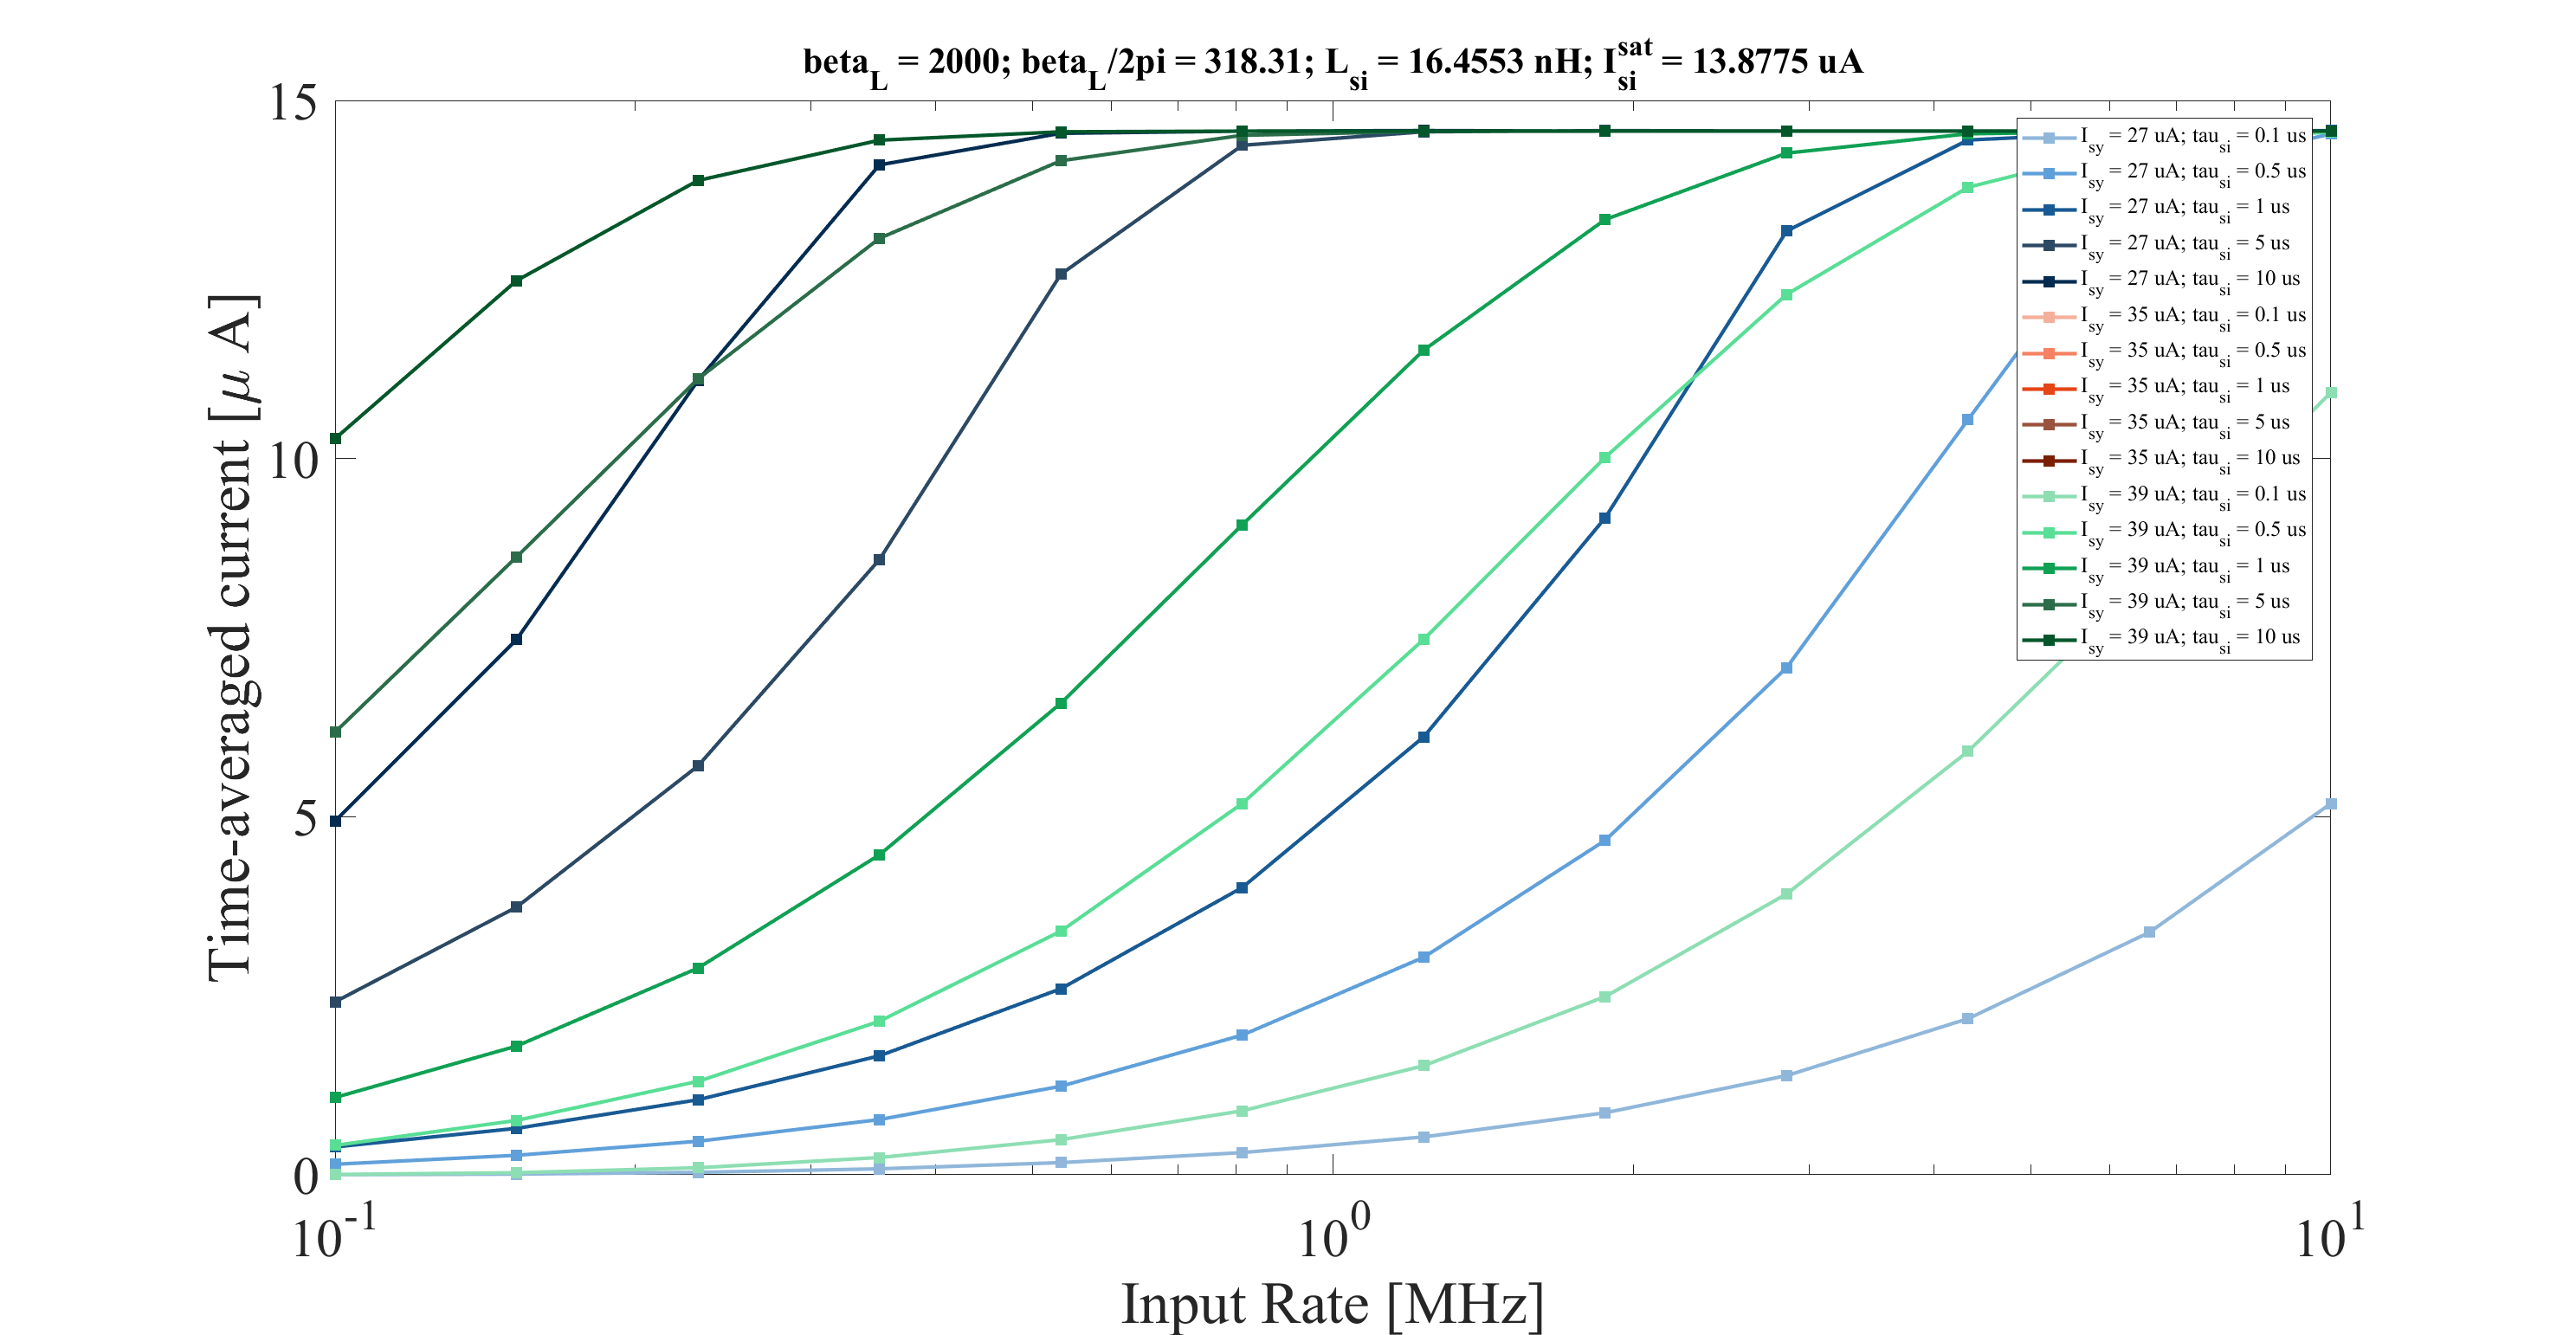 beta_L = 2000; beta_L/2pi = 318.31; L_si = 16.4553 nH; I_si^sat = 13.8775 uA
15
10
5
0
Time-averaged current [μ A]
10^-1
10^0
10^1
Input Rate [MHz]
I_sy = 27 uA; tau_si = 0.1 us
I_sy = 27 uA; tau_si = 0.5 us
I_sy = 27 uA; tau_si = 1 us
I_sy = 27 uA; tau_si = 5 us
I_sy = 27 uA; tau_si = 10 us
I_sy = 35 uA; tau_si = 0.1 us
I_sy = 35 uA; tau_si = 0.5 us
I_sy = 35 uA; tau_si = 1 us
I_sy = 35 uA; tau_si = 5 us
I_sy = 35 uA; tau_si = 10 us
I_sy = 39 uA; tau_si = 0.1 us
I_sy = 39 uA; tau_si = 0.5 us
I_sy = 39 uA; tau_si = 1 us
I_sy = 39 uA; tau_si = 5 us
I_sy = 39 uA; tau_si = 10 us